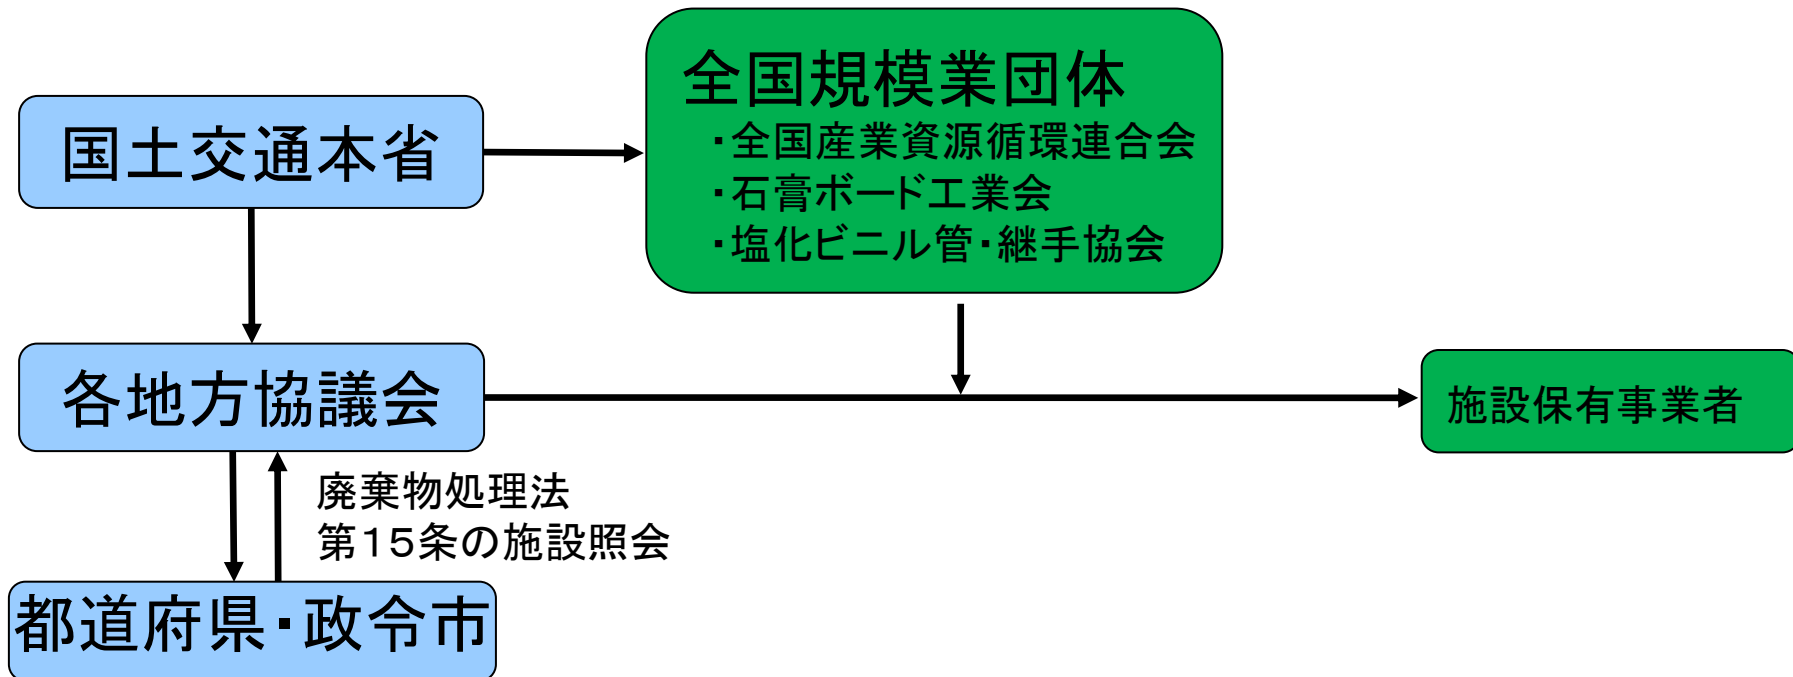 全国規模業団体
・全国産業資源循環連合会
・石膏ボード工業会
・塩化ビニル管・継手協会
国土交通本省
各地方協議会
施設保有事業者
廃棄物処理法
第15条の施設照会
都道府県・政令市